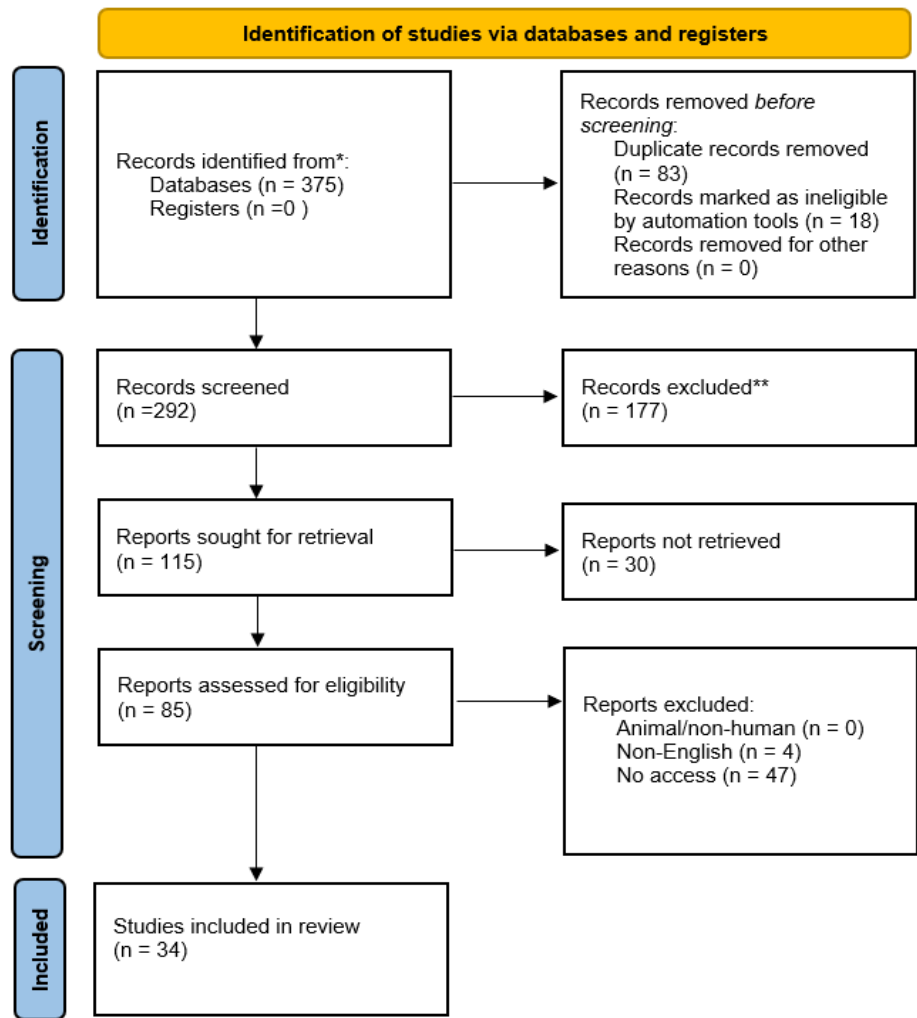 Identification of studies via databases and registers
Identification
Records identified from*:
Databases (n = 375)
Registers (n =0 )
Records removed before
screening:
Duplicate records removed
(n = 83)
Records marked as ineligible
by automation tools (n = 18)
Records removed for other
reasons (n = 0)
Screening
Records screened
(n =292)
Records excluded**
(n = 177)
Reports sought for retrieval
(n = 115)
Reports not retrieved
(n = 30)
Reports assessed for eligibility
(n = 85)
Reports excluded:
Animal/non-human (n = 0)
Non-English (n = 4)
No access (n = 47)
Included
Studies included in review
(n = 34)